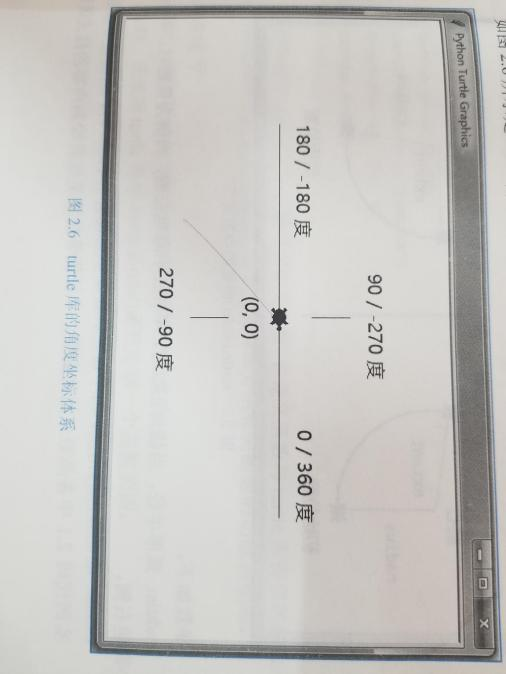 Python Turtle Graphics
90 / -270 度
180 / -180 度
0 / 360 度
(0, 0)
270 / -90 度
图 2.6 turtle 库的角度坐标体系